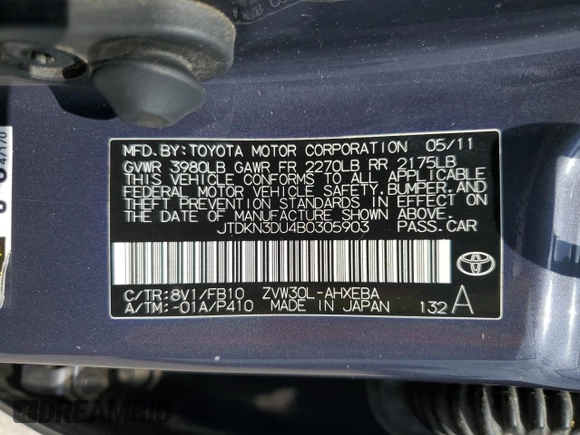 MFD.BY:TOYOTA MOTOR CORPORATION 05/11
GVWR 3980LB GAWR FR 2270LB RR 2175LB
THIS VEHICLE CONFORMS TO ALL APPLICABLE
FEDERAL MOTOR VEHICLE SAFETY, BUMPER, AND
THEFT PREVENTION STANDARDS IN EFFECT ON
THE DATE OF MANUFACTURE SHOWN ABOVE.
JTDKN3DU4B0305903 PASS.CAR
C/TR:8V1/FB10 ZVW30L-AHXEBA
A/TM:-01A/P410 MADE IN JAPAN 132 A
DREAMBID